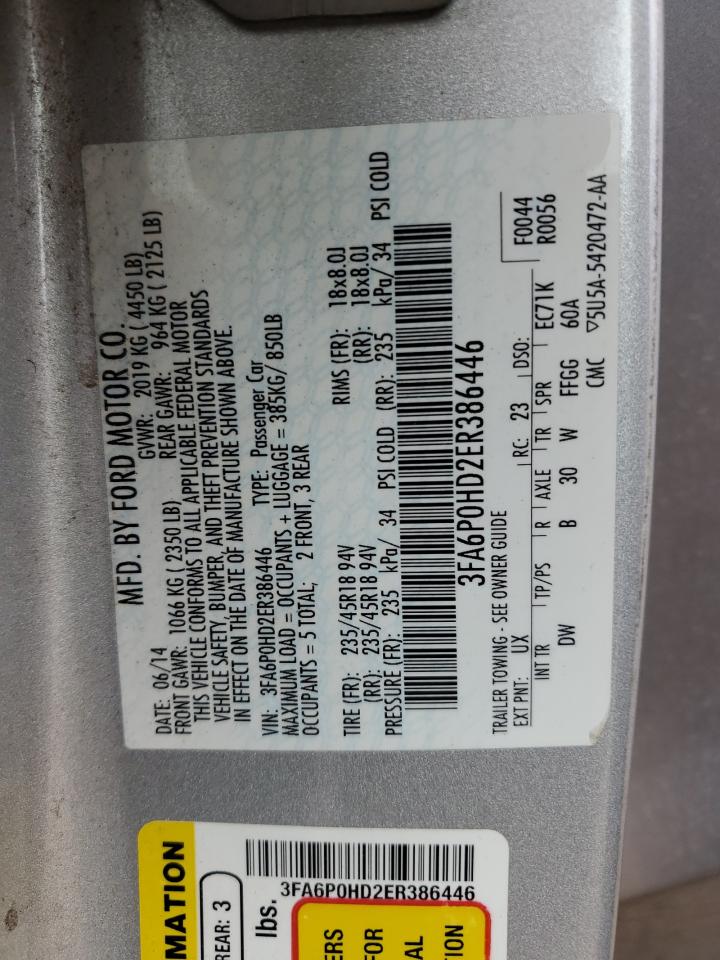 MFD. BY FORD MOTOR CO.
DATE: 06/14 GVWR: 2019 KG ( 4450 LB)
FRONT GAWR: 1066 KG ( 2350 LB) REAR GAWR: 964 KG ( 2125 LB)
THIS VEHICLE CONFORMS TO ALL APPLICABLE FEDERAL MOTOR
VEHICLE SAFETY, BUMPER, AND THEFT PREVENTION STANDARDS
IN EFFECT ON THE DATE OF MANUFACTURE SHOWN ABOVE.
VIN: 3FA6P0HD2ER386446 TYPE: Passenger Car
MAXIMUM LOAD = OCCUPANTS + LUGGAGE = 385KG/ 850LB
OCCUPANTS = 5 TOTAL; 2 FRONT, 3 REAR
TIRE (FR): 235/45R18 94V RIMS (FR): 18x8.0J
(RR): 235/45R18 94V (RR): 18x8.0J
PRESSURE (FR): 235 kPa/ 34 PSI COLD (RR): 235 kPa/ 34 PSI COLD
3FA6P0HD2ER386446
TRAILER TOWING - SEE OWNER GUIDE
EXT PNT: UX RC: 23 DSO: F0044
R0056
INT TR TP/PS R AXLE TR SPR EC71K
DW B 30 W FFGG 60A
CMC ▽5U5A-5420472-AA
MATION
REAR: 3
lbs.
3FA6P0HD2ER386446
ERS
FOR
AL
TION